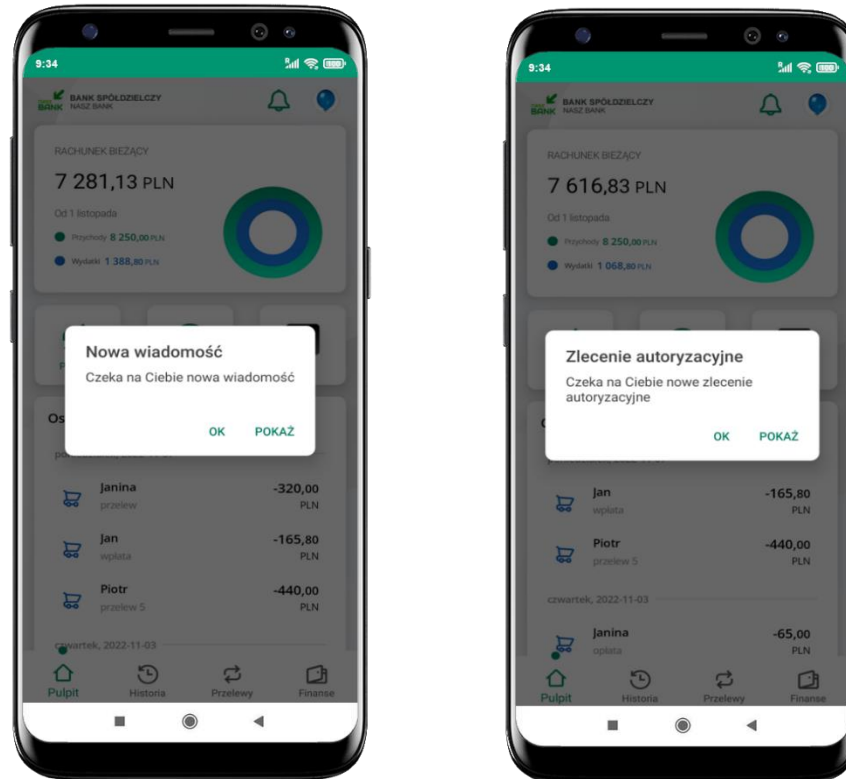 9:34
BANK SPÓŁDZIELCZY
BANK NASZ BANK
RACHUNEK BIEŻĄCY
7 281,13 PLN
Od 1 listopada
Przychody 8 250,00 PLN
Wydatki 1 388,80 PLN
Nowa wiadomość
Czeka na Ciebie nowa wiadomość
OK POKAŻ
Os
Janina -320,00
przelew PLN
Jan -165,80
wpłata PLN
Piotr -440,00
przelew 5 PLN
czwartek, 2022-11-03
Pulpit Historia Przelewy Finanse
9:34
BANK SPÓŁDZIELCZY
BANK NASZ BANK
RACHUNEK BIEŻĄCY
7 616,83 PLN
Od 1 listopada
Przychody 8 250,00 PLN
Wydatki 1 068,80 PLN
Zlecenie autoryzacyjne
Czeka na Ciebie nowe zlecenie
autoryzacyjne
OK POKAŻ
Jan -165,80
wpłata PLN
Piotr -440,00
przelew 5 PLN
czwartek, 2022-11-03
Janina -65,00
opłata PLN
Pulpit Historia Przelewy Finanse